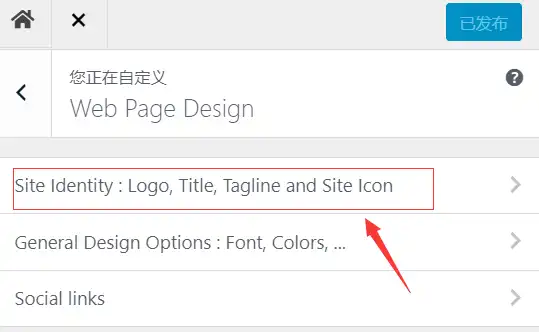 已发布
您正在自定义
Web Page Design
Site Identity : Logo, Title, Tagline and Site Icon
General Design Options : Font, Colors, ...
Social links